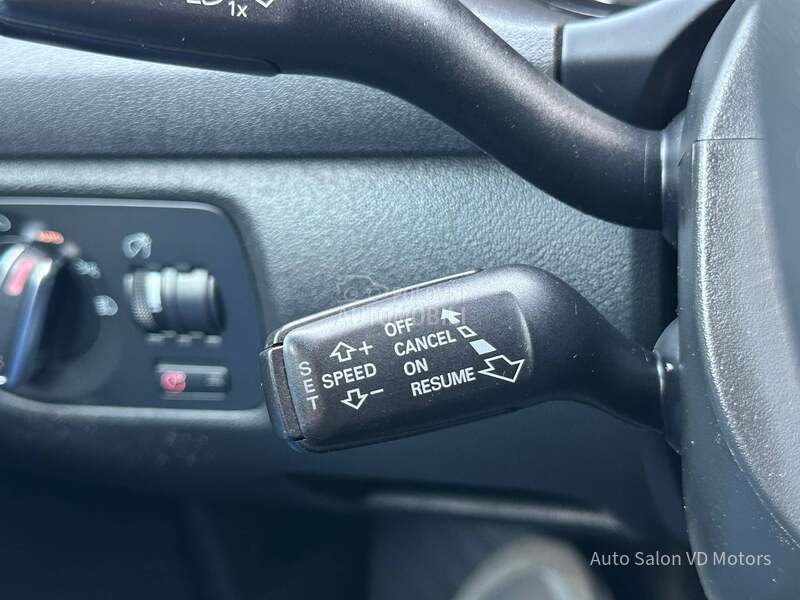 1x
OFF
CANCEL
ON
RESUME
SET
+
SPEED
−
Auto Salon VD Motors